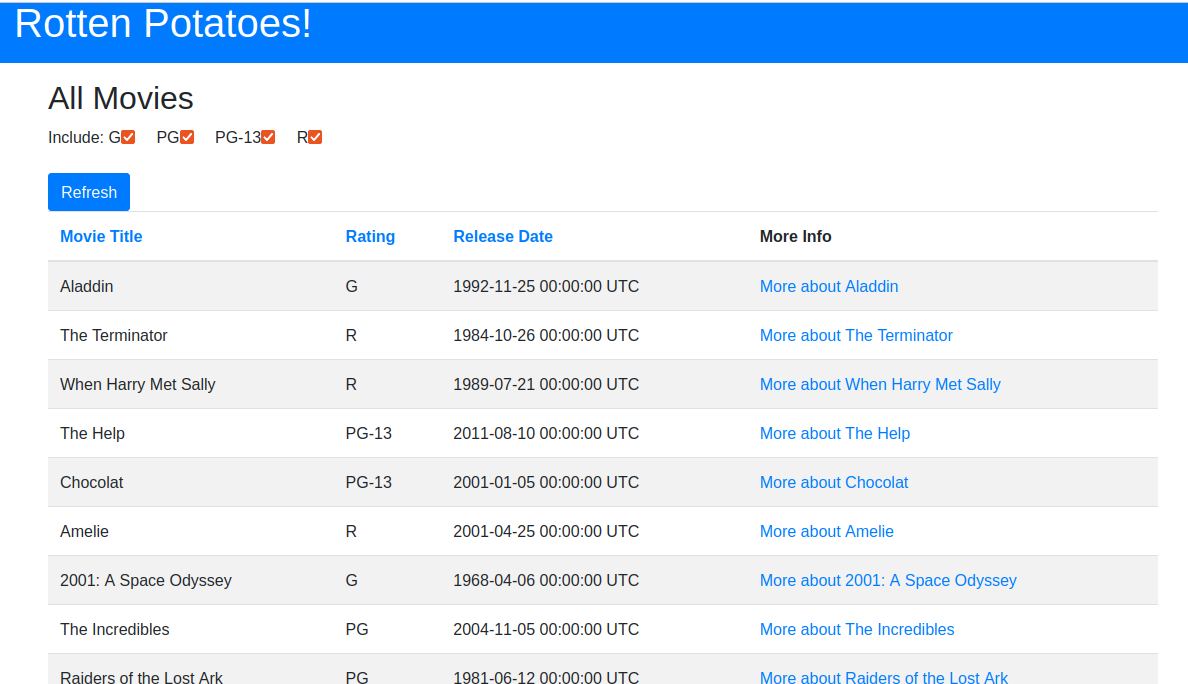 Rotten Potatoes!
All Movies
Include: G PG PG-13 R
Refresh
Movie Title Rating Release Date More Info
Aladdin G 1992-11-25 00:00:00 UTC More about Aladdin
The Terminator R 1984-10-26 00:00:00 UTC More about The Terminator
When Harry Met Sally R 1989-07-21 00:00:00 UTC More about When Harry Met Sally
The Help PG-13 2011-08-10 00:00:00 UTC More about The Help
Chocolat PG-13 2001-01-05 00:00:00 UTC More about Chocolat
Amelie R 2001-04-25 00:00:00 UTC More about Amelie
2001: A Space Odyssey G 1968-04-06 00:00:00 UTC More about 2001: A Space Odyssey
The Incredibles PG 2004-11-05 00:00:00 UTC More about The Incredibles
Raiders of the Lost Ark PG 1981-06-12 00:00:00 UTC More about Raiders of the Lost Ark